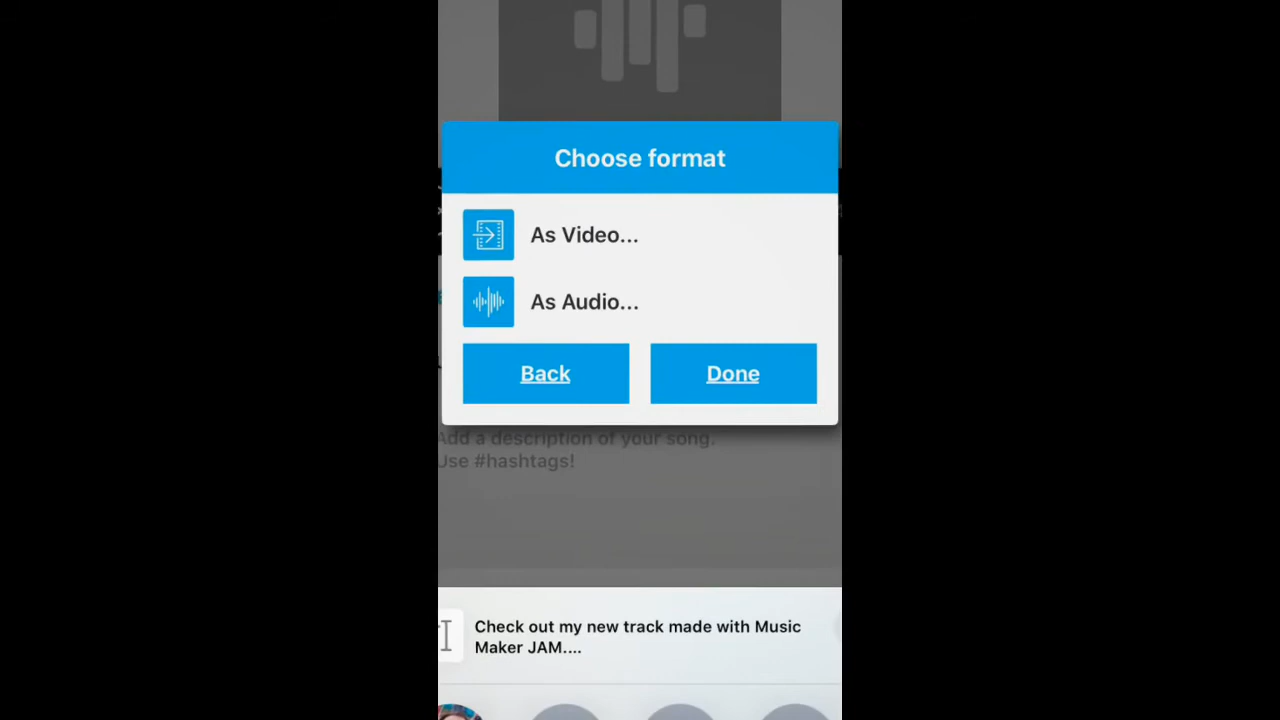 Choose format
As Video...
As Audio...
Back
Done
Add a description of your song.
Use #hashtags!
Check out my new track made with Music
Maker JAM....